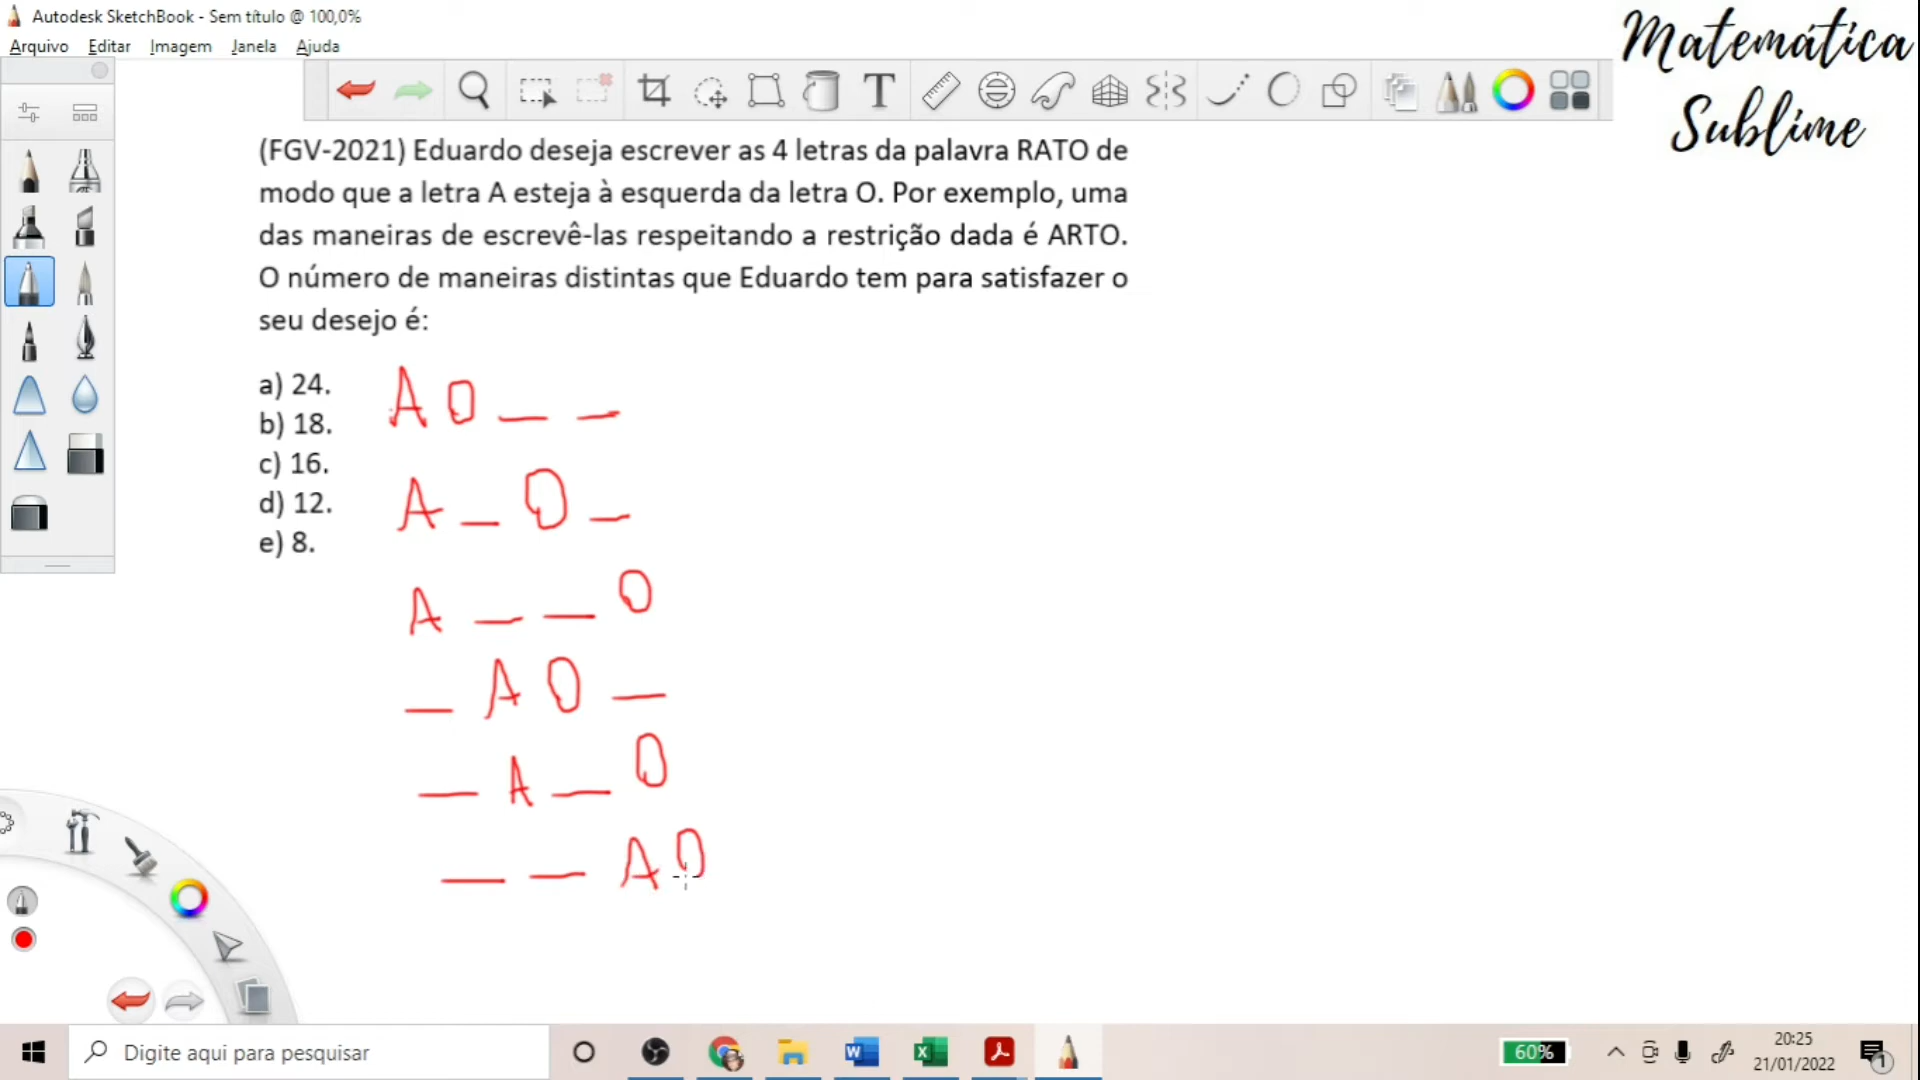 Autodesk SketchBook - Sem título @ 100,0%
Arquivo Editar Imagem Janela Ajuda
Matemática
Sublime
T
(FGV-2021) Eduardo deseja escrever as 4 letras da palavra RATO de
modo que a letra A esteja à esquerda da letra O. Por exemplo, uma
das maneiras de escrevê-las respeitando a restrição dada é ARTO.
O número de maneiras distintas que Eduardo tem para satisfazer o
seu desejo é:
a) 24.
b) 18.
c) 16.
d) 12.
e) 8.
A O _ _
A _ O _
A _ _ O
_ A O _
_ A _ O
_ _ A O
Digite aqui para pesquisar
60%
20:25
21/01/2022
1